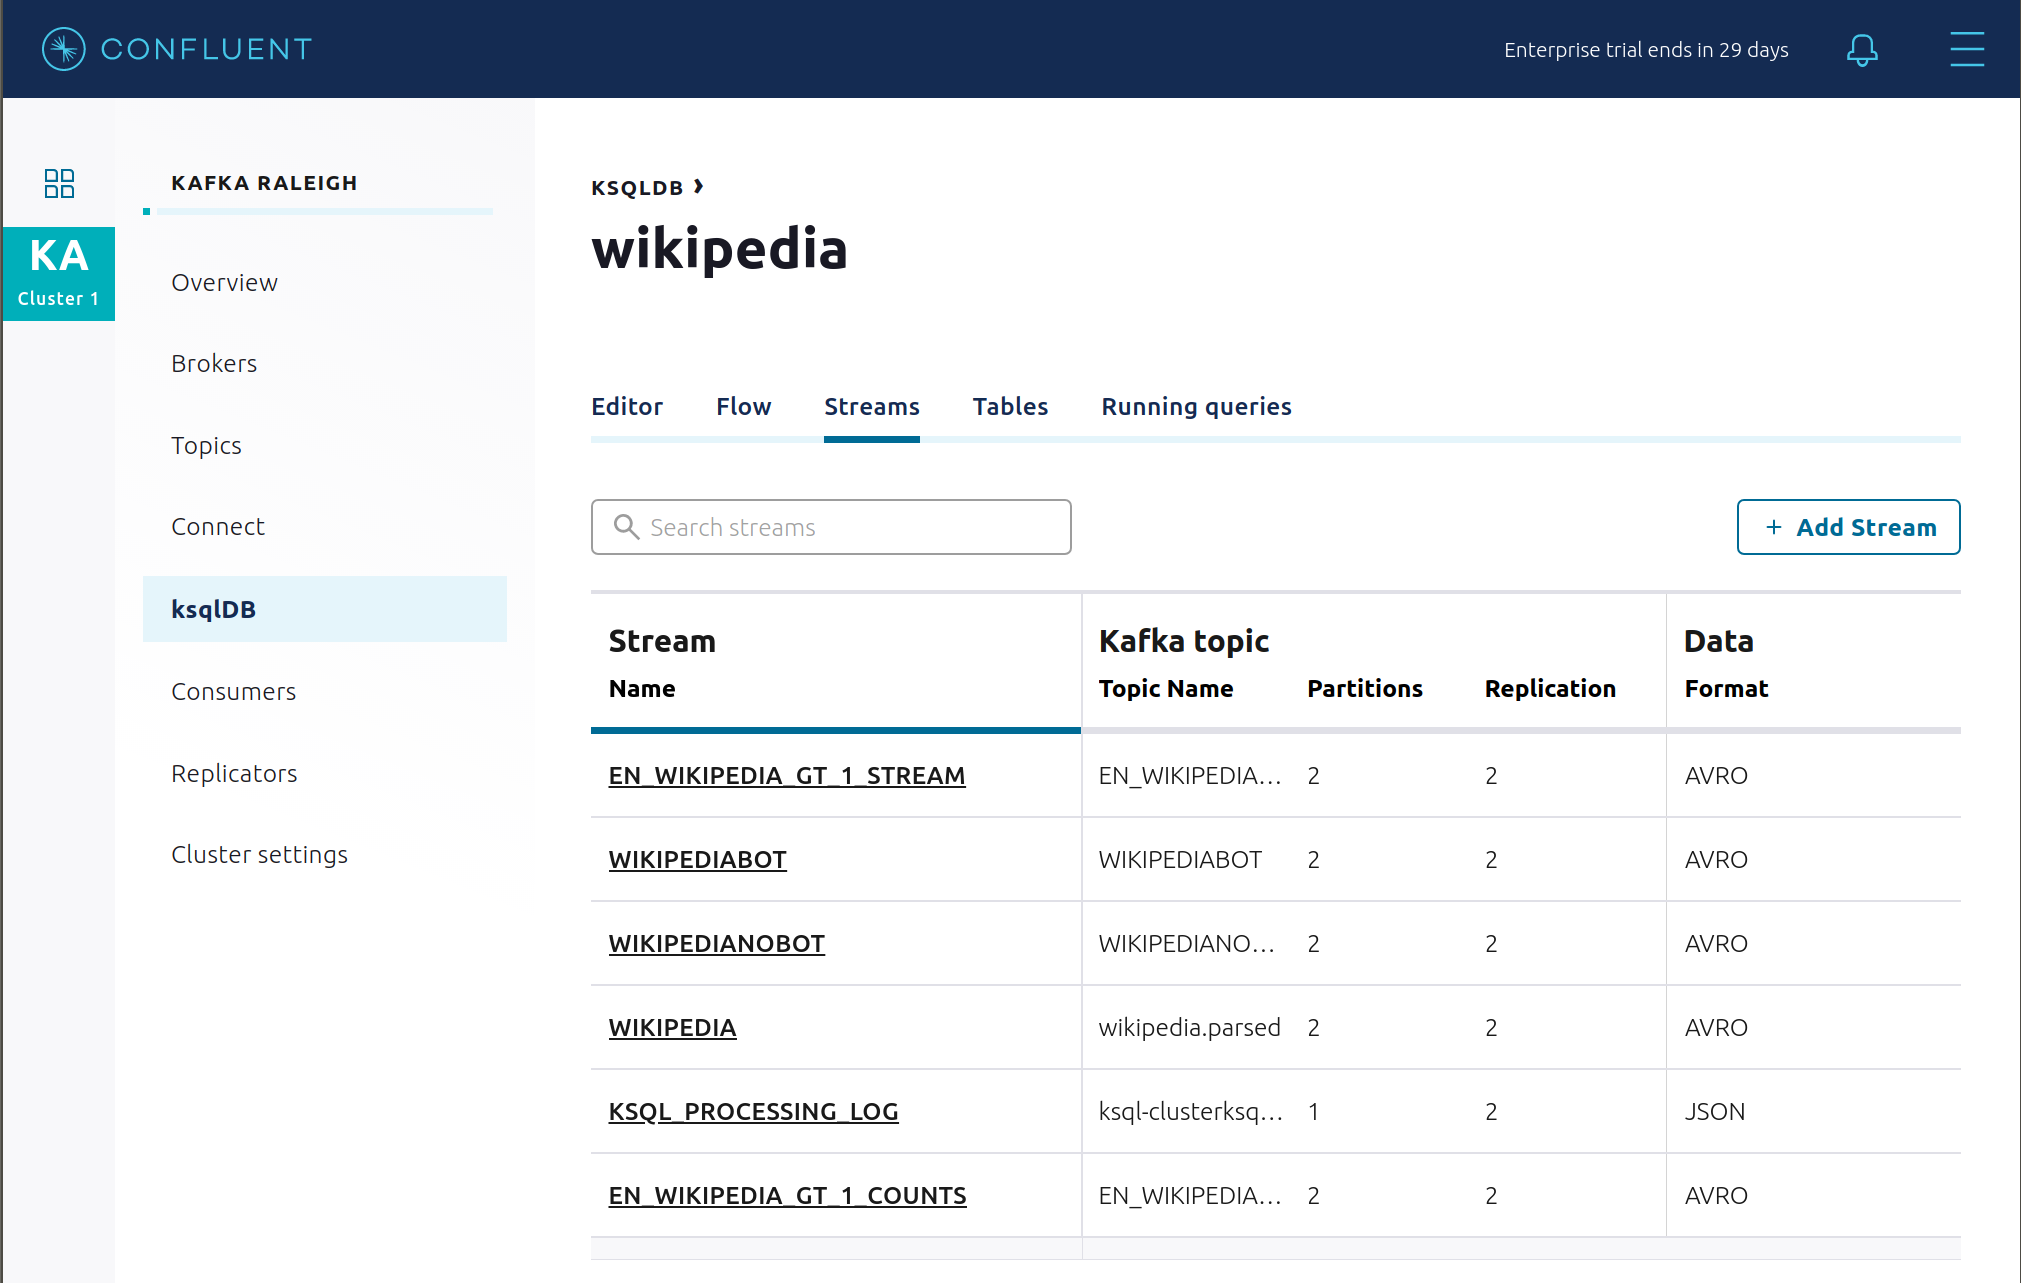 CONFLUENT
Enterprise trial ends in 29 days
KA
Cluster 1
KAFKA RALEIGH
Overview
Brokers
Topics
Connect
ksqlDB
Consumers
Replicators
Cluster settings
KSQLDB ›
wikipedia
Editor Flow Streams Tables Running queries
Search streams
+ Add Stream
Stream Kafka topic Data
Name Topic Name Partitions Replication Format
EN_WIKIPEDIA_GT_1_STREAM EN_WIKIPEDIA... 2 2 AVRO
WIKIPEDIABOT WIKIPEDIABOT 2 2 AVRO
WIKIPEDIANOBOT WIKIPEDIANO... 2 2 AVRO
WIKIPEDIA wikipedia.parsed 2 2 AVRO
KSQL_PROCESSING_LOG ksql-clusterksq... 1 2 JSON
EN_WIKIPEDIA_GT_1_COUNTS EN_WIKIPEDIA... 2 2 AVRO